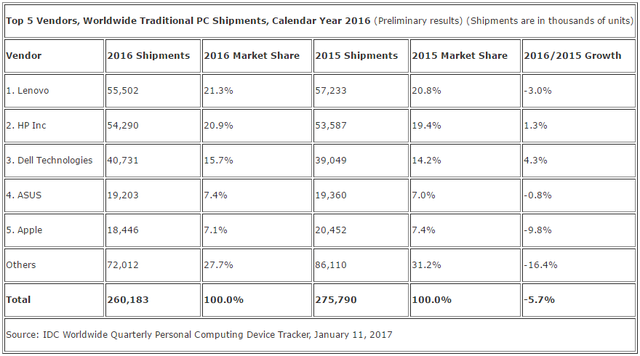 Top 5 Vendors, Worldwide Traditional PC Shipments, Calendar Year 2016 (Preliminary results) (Shipments are in thousands of units)
Vendor 2016 Shipments 2016 Market Share 2015 Shipments 2015 Market Share 2016/2015 Growth
1. Lenovo 55,502 21.3% 57,233 20.8% -3.0%
2. HP Inc 54,290 20.9% 53,587 19.4% 1.3%
3. Dell Technologies 40,731 15.7% 39,049 14.2% 4.3%
4. ASUS 19,203 7.4% 19,360 7.0% -0.8%
5. Apple 18,446 7.1% 20,452 7.4% -9.8%
Others 72,012 27.7% 86,110 31.2% -16.4%
Total 260,183 100.0% 275,790 100.0% -5.7%
Source: IDC Worldwide Quarterly Personal Computing Device Tracker, January 11, 2017